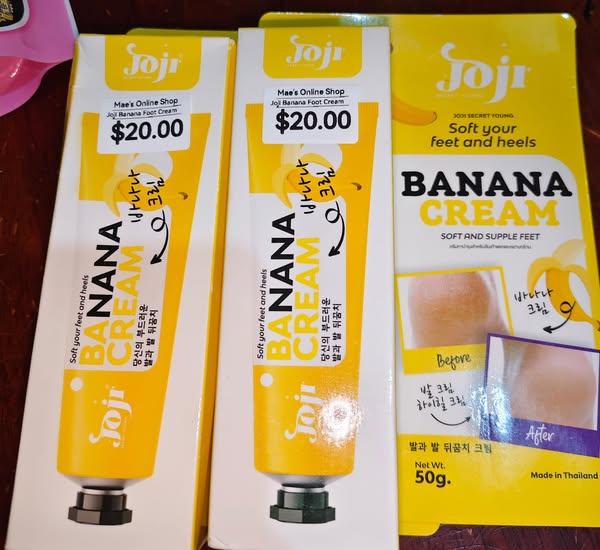 Joji
Mae's Online Shop
Joji Banana Foot Cream
$20.00
바나나
크림
Soft your feet and heels
BANANA
CREAM
당신의 부드러운
발과 발 뒤꿈치
Joji
Joji
Mae's Online Shop
Joji Banana Foot Cream
$20.00
바나나
크림
Soft your feet and heels
BANANA
CREAM
당신의 부드러운
발과 발 뒤꿈치
Joji
Joji
JOJI SECRET YOUNG
Soft your
feet and heels
BANANA
CREAM
SOFT AND SUPPLE FEET
바나나
크림
Before
After
발 크림
하이힐 크림
발과 발 뒤꿈치 크림
Net Wt.
50g.
Made in Thailand